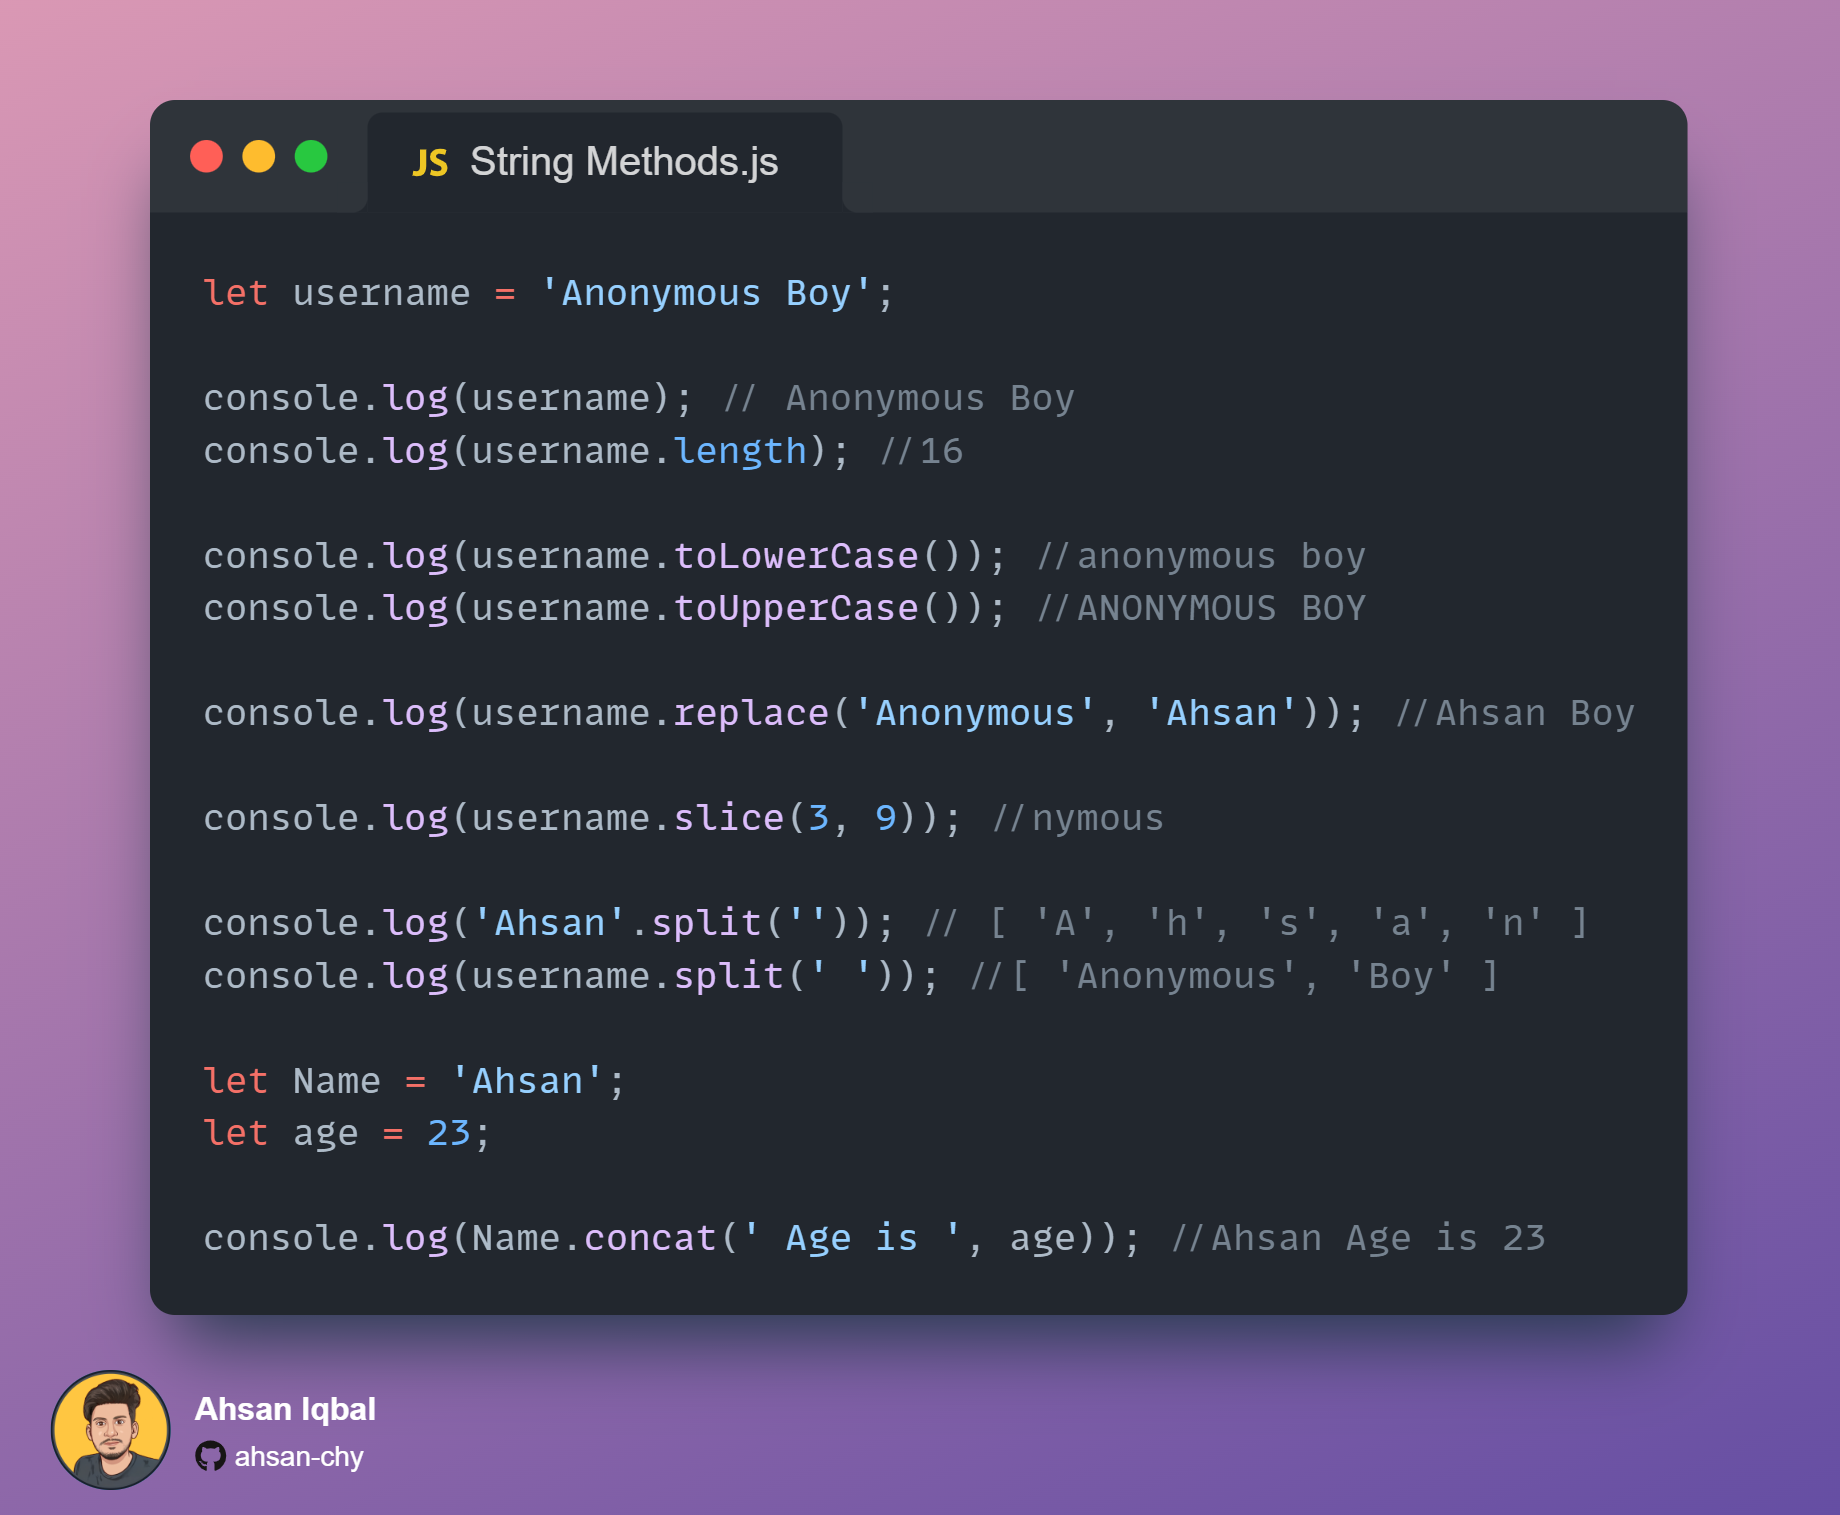 JS String Methods.js
let username = 'Anonymous Boy';
console.log(username); // Anonymous Boy
console.log(username.length); //16
console.log(username.toLowerCase()); //anonymous boy
console.log(username.toUpperCase()); //ANONYMOUS BOY
console.log(username.replace('Anonymous', 'Ahsan')); //Ahsan Boy
console.log(username.slice(3, 9)); //nymous
console.log('Ahsan'.split('')); // [ 'A', 'h', 's', 'a', 'n' ]
console.log(username.split(' ')); //[ 'Anonymous', 'Boy' ]
let Name = 'Ahsan';
let age = 23;
console.log(Name.concat(' Age is ', age)); //Ahsan Age is 23
Ahsan Iqbal
ahsan-chy